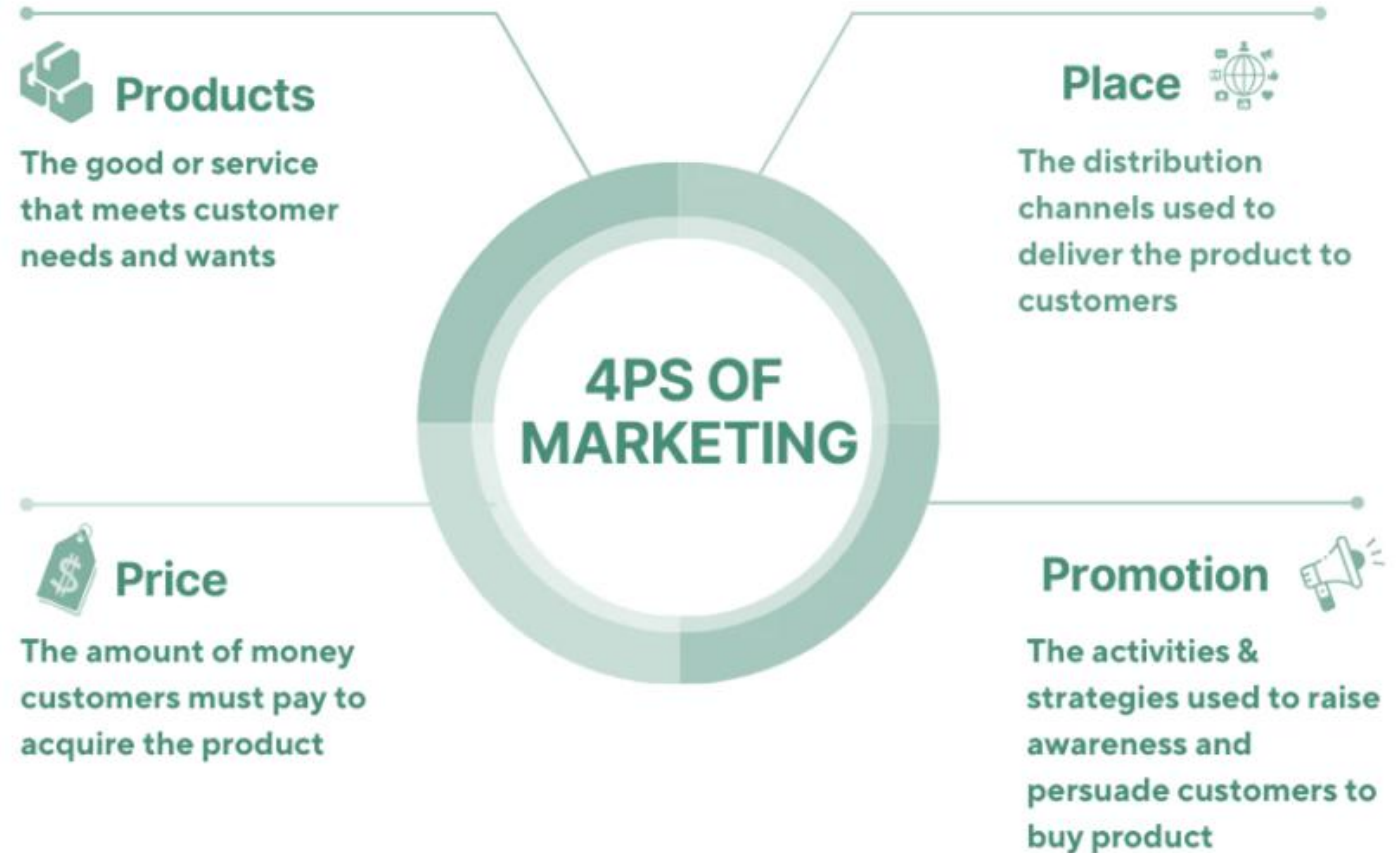 Products
The good or service
that meets customer
needs and wants
Place
The distribution
channels used to
deliver the product to
customers
4PS OF
MARKETING
Price
The amount of money
customers must pay to
acquire the product
Promotion
The activities &
strategies used to raise
awareness and
persuade customers to
buy product